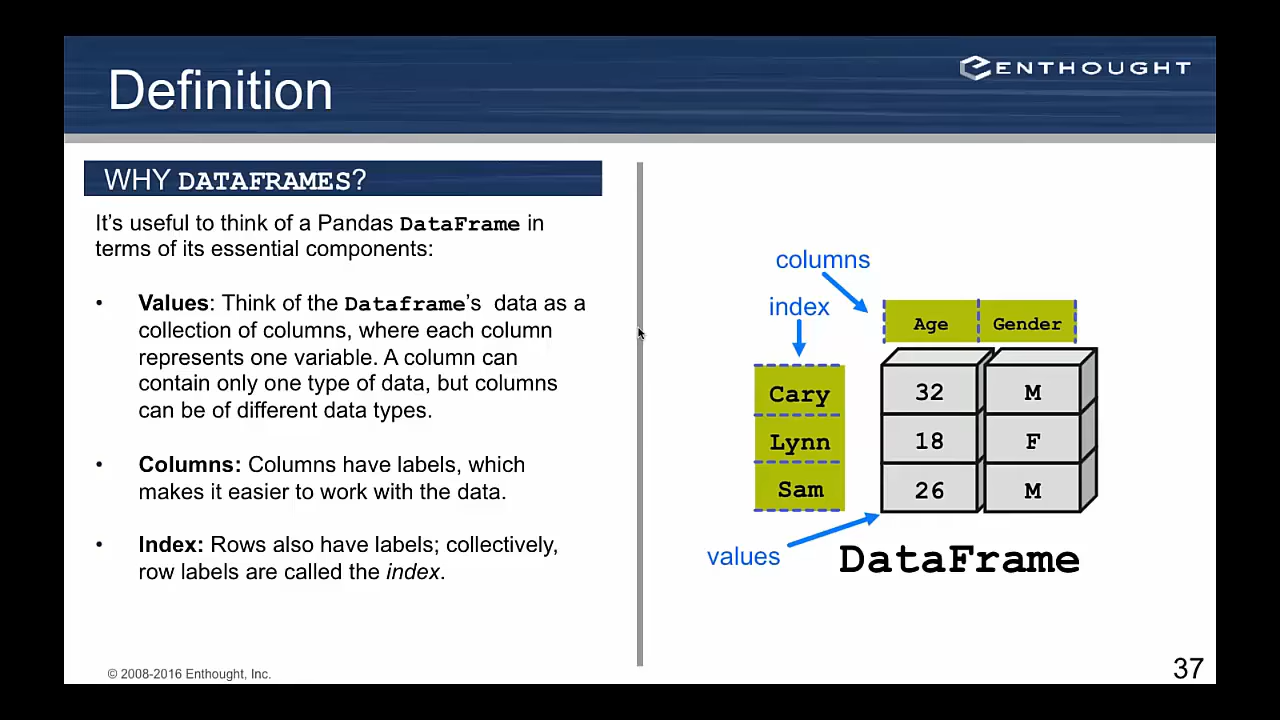 Definition
ENTHOUGHT
WHY DATAFRAMES?
It's useful to think of a Pandas DataFrame in
terms of its essential components:
• Values: Think of the Dataframe's data as a
collection of columns, where each column
represents one variable. A column can
contain only one type of data, but columns
can be of different data types.
• Columns: Columns have labels, which
makes it easier to work with the data.
• Index: Rows also have labels; collectively,
row labels are called the index.
columns
index
Age Gender
Cary 32 M
Lynn 18 F
Sam 26 M
values
DataFrame
© 2008-2016 Enthought, Inc.
37